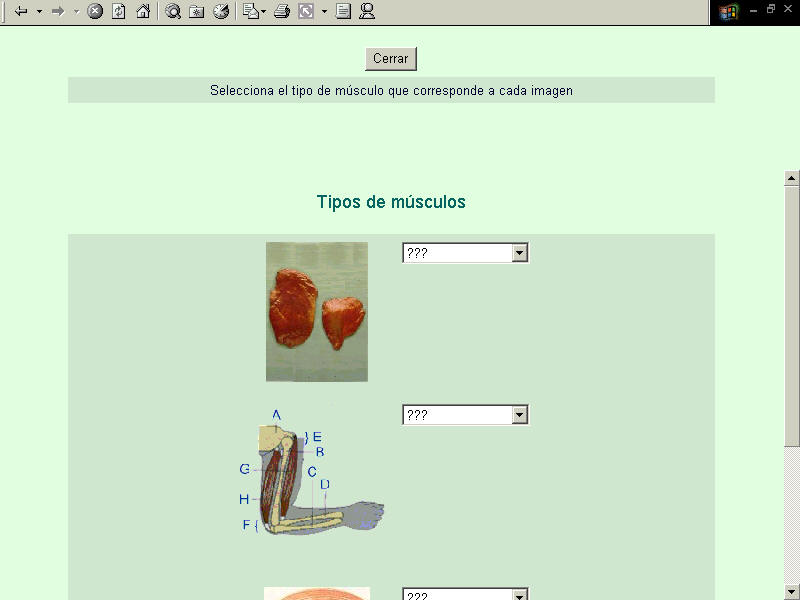 Cerrar
Selecciona el tipo de músculo que corresponde a cada imagen
Tipos de músculos
???
???
A
E
B
G
C
D
H
F
???